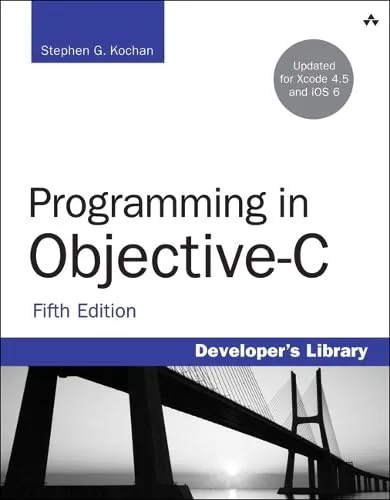 Stephen G. Kochan
Updated
for Xcode 4.5
and iOS 6
Programming in
Objective-C
Fifth Edition
Developer's Library